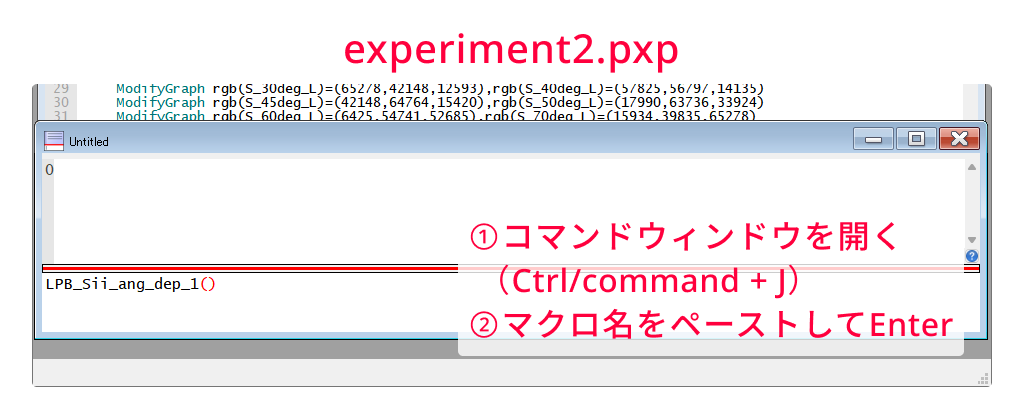 experiment2.pxp
29 ModifyGraph rgb(S_30deg_L)=(65278,42148,12593),rgb(S_40deg_L)=(57825,56797,14135)
30 ModifyGraph rgb(S_45deg_L)=(42148,64764,15420),rgb(S_50deg_L)=(17990,63736,33924)
31 ModifyGraph rgb(S_60deg_L)=(6425,54741,52685),rgb(S_70deg_L)=(15934,39835,65278)
Untitled
0
①コマンドウィンドウを開く
（Ctrl/command + J）
LPB_Sii_ang_dep_1()
②マクロ名をペーストしてEnter